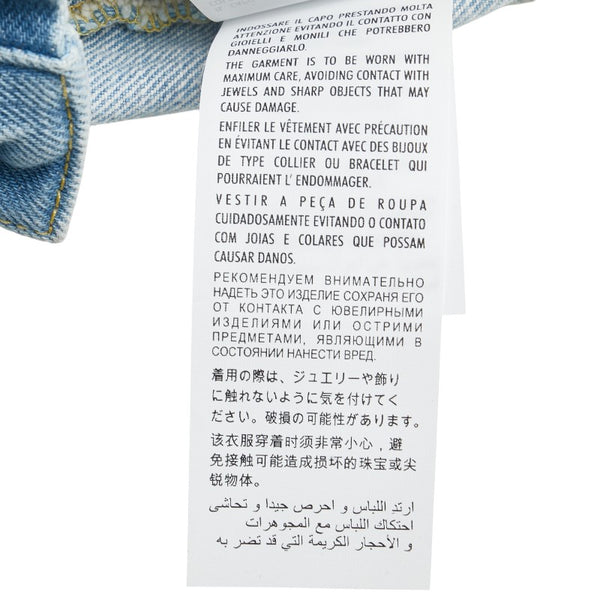 INDOSSARE IL CAPO PRESTANDO MOLTA
ATTENZIONE EVITANDO IL CONTATTO CON
GIOIELLI E MONILI CHE POTREBBERO
DANNEGGIARLO.
THE GARMENT IS TO BE WORN WITH
MAXIMUM CARE, AVOIDING CONTACT WITH
JEWELS AND SHARP OBJECTS THAT MAY
CAUSE DAMAGE.
ENFILER LE VÊTEMENT AVEC PRÉCAUTION
EN ÉVITANT LE CONTACT AVEC DES BIJOUX
DE TYPE COLLIER OU BRACELET QUI
POURRAIENT L' ENDOMMAGER.
VESTIR A PEÇA DE ROUPA
CUIDADOSAMENTE EVITANDO O CONTATO
COM JOIAS E COLARES QUE POSSAM
CAUSAR DANOS.
РЕКОМЕНДУЕМ ВНИМАТЕЛЬНО
НАДЕТЬ ЭТО ИЗДЕЛИЕ СОХРАНЯ ЕГО
ОТ КОНТАКТА С ЮВЕЛИРНЫМИ
ИЗДЕЛИЯМИ ИЛИ ОСТРИМИ
ПРЕДМЕТАМИ, ЯВЛЯЮЩИМИ В
СОСТОЯНИИ НАНЕСТИ ВРЕД.
着用の際は、ジュエリーや飾り
に触れないように気を付けてく
ださい。破損の可能性があります。
该衣服穿着时须非常小心，避
免接触可能造成损坏的珠宝或尖
锐物体。
ارتدِ اللباس و احرص جيدا و تحاشى
احتكاك اللباس مع المجوهرات
و الأحجار الكريمة التي قد تضر به